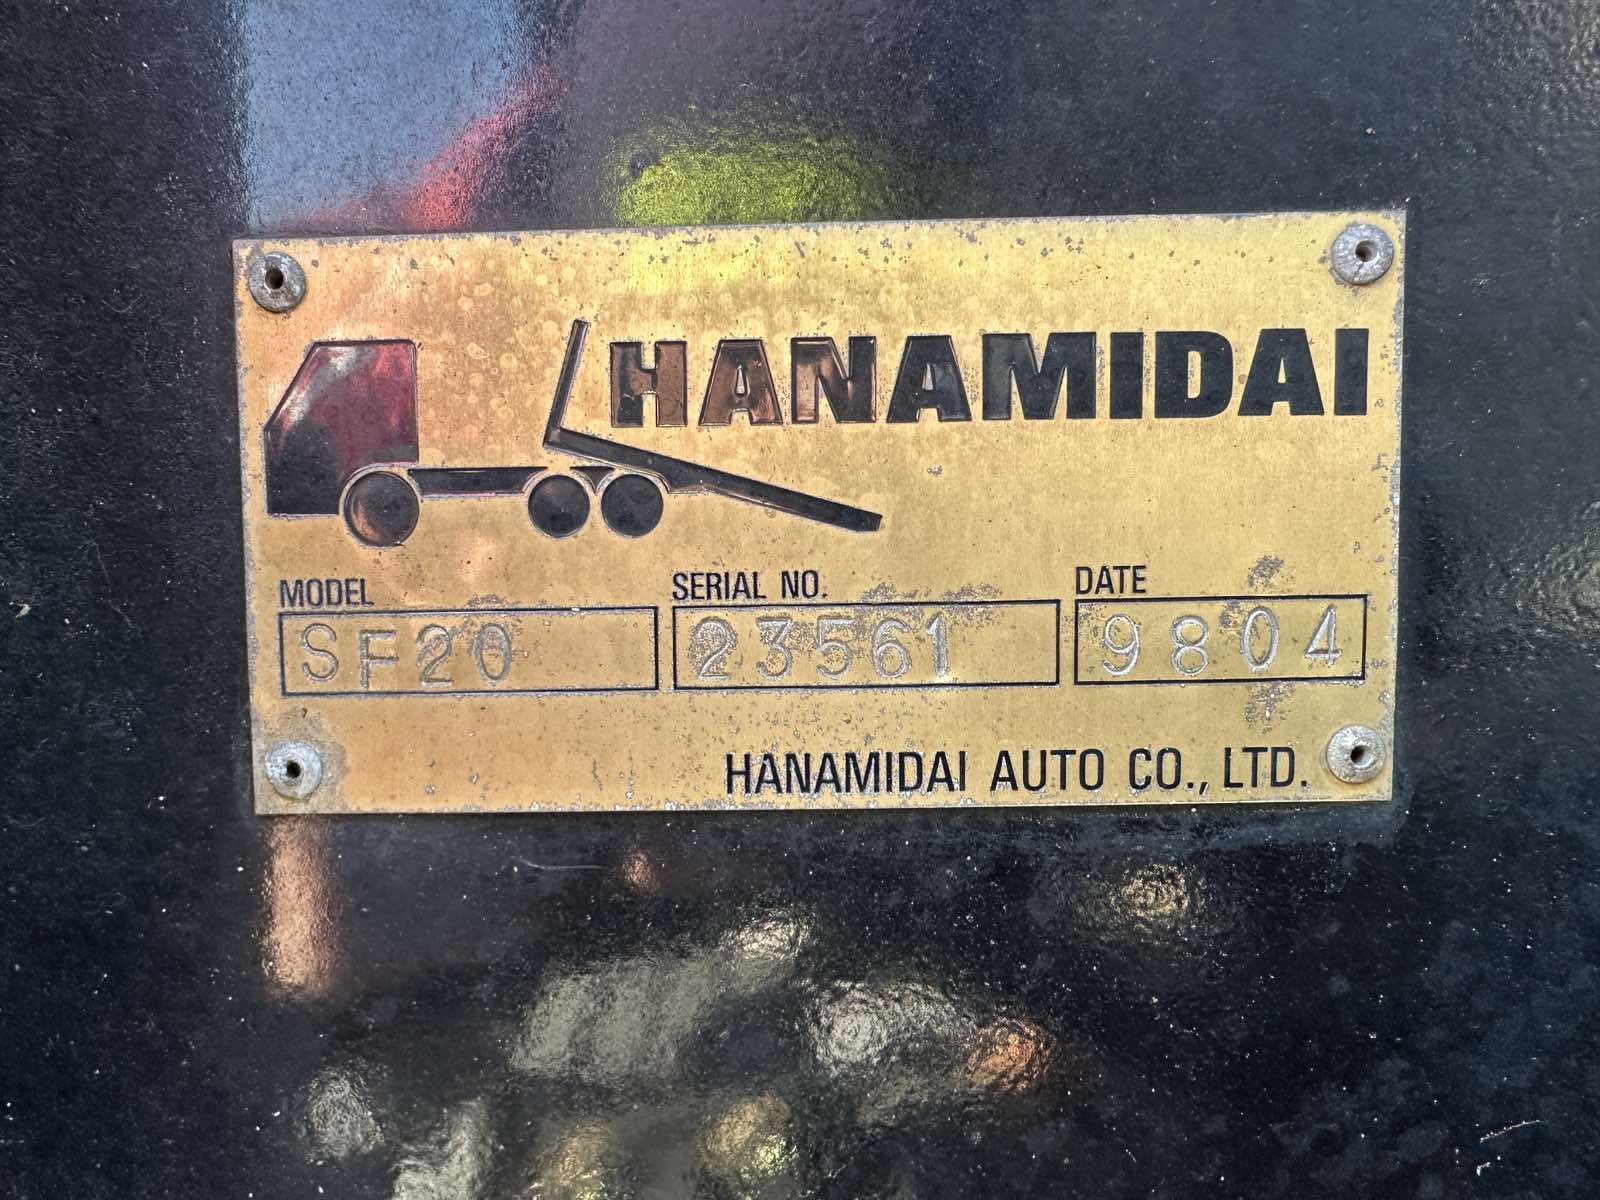 HANAMIDAI
MODEL SERIAL NO. DATE
SF20 23561 9804
HANAMIDAI AUTO CO., LTD.